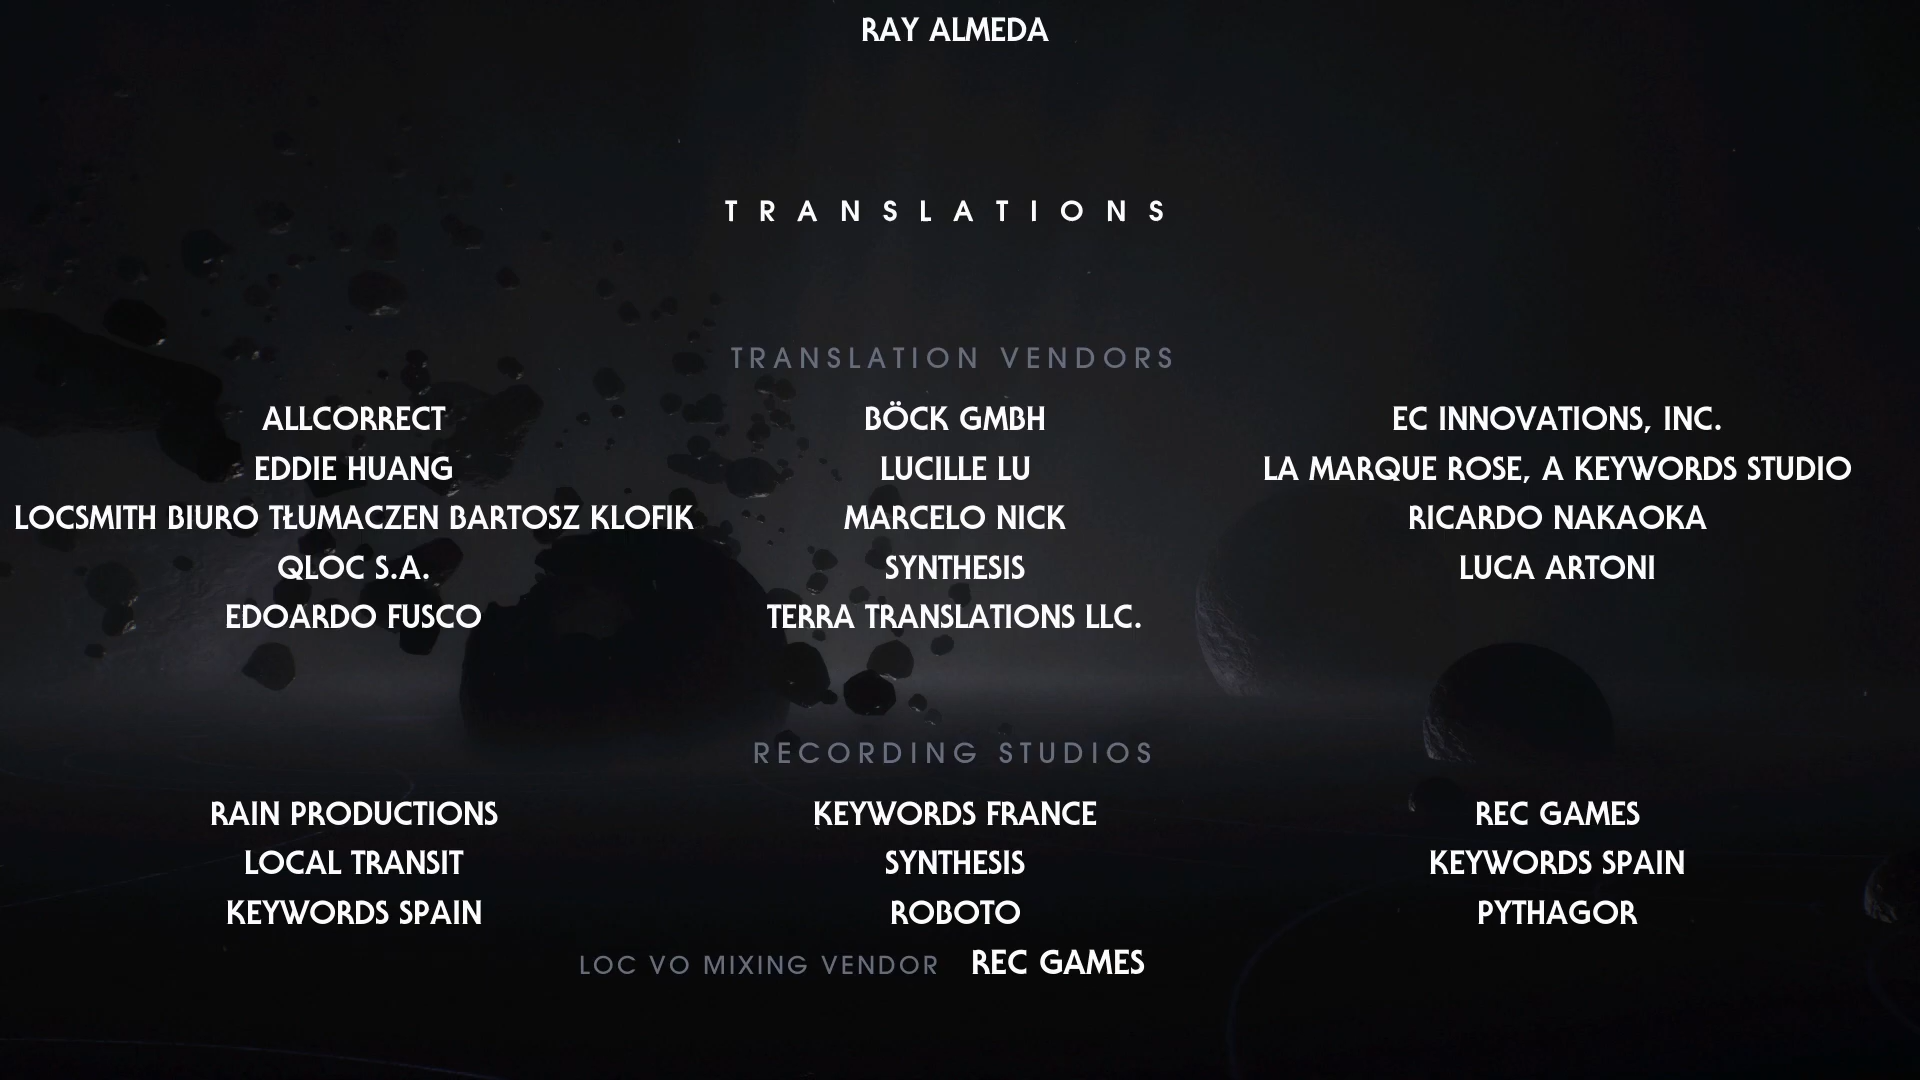 RAY ALMEDA
TRANSLATIONS
TRANSLATION VENDORS
ALLCORRECT BÖCK GMBH EC INNOVATIONS, INC.
EDDIE HUANG LUCILLE LU LA MARQUE ROSE, A KEYWORDS STUDIO
LOCSMITH BIURO TŁUMACZEN BARTOSZ KLOFIK MARCELO NICK RICARDO NAKAOKA
QLOC S.A. SYNTHESIS LUCA ARTONI
EDOARDO FUSCO TERRA TRANSLATIONS LLC.
RECORDING STUDIOS
RAIN PRODUCTIONS KEYWORDS FRANCE REC GAMES
LOCAL TRANSIT SYNTHESIS KEYWORDS SPAIN
KEYWORDS SPAIN ROBOTO PYTHAGOR
LOC VO MIXING VENDOR REC GAMES